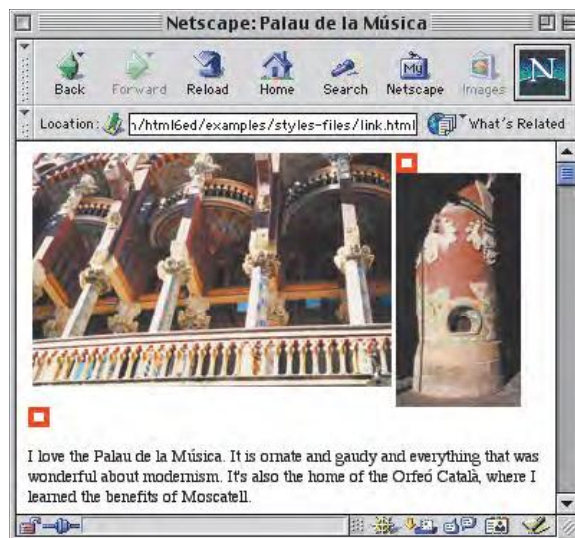 Netscape: Palau de la Música
Back Forward Reload Home Search Netscape Images
My
N
Location: n/html6ed/examples/styles-files/link.html What's Related
I love the Palau de la Música. It is ornate and gaudy and everything that was
wonderful about modernism. It's also the home of the Orfeó Català, where I
learned the benefits of Moscatell.